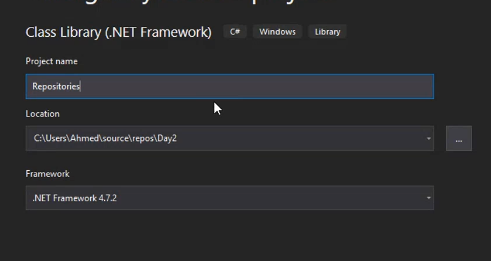 Class Library (.NET Framework) C# Windows Library
Project name
Repositories
Location
C:\Users\Ahmed\source\repos\Day2
...
Framework
.NET Framework 4.7.2